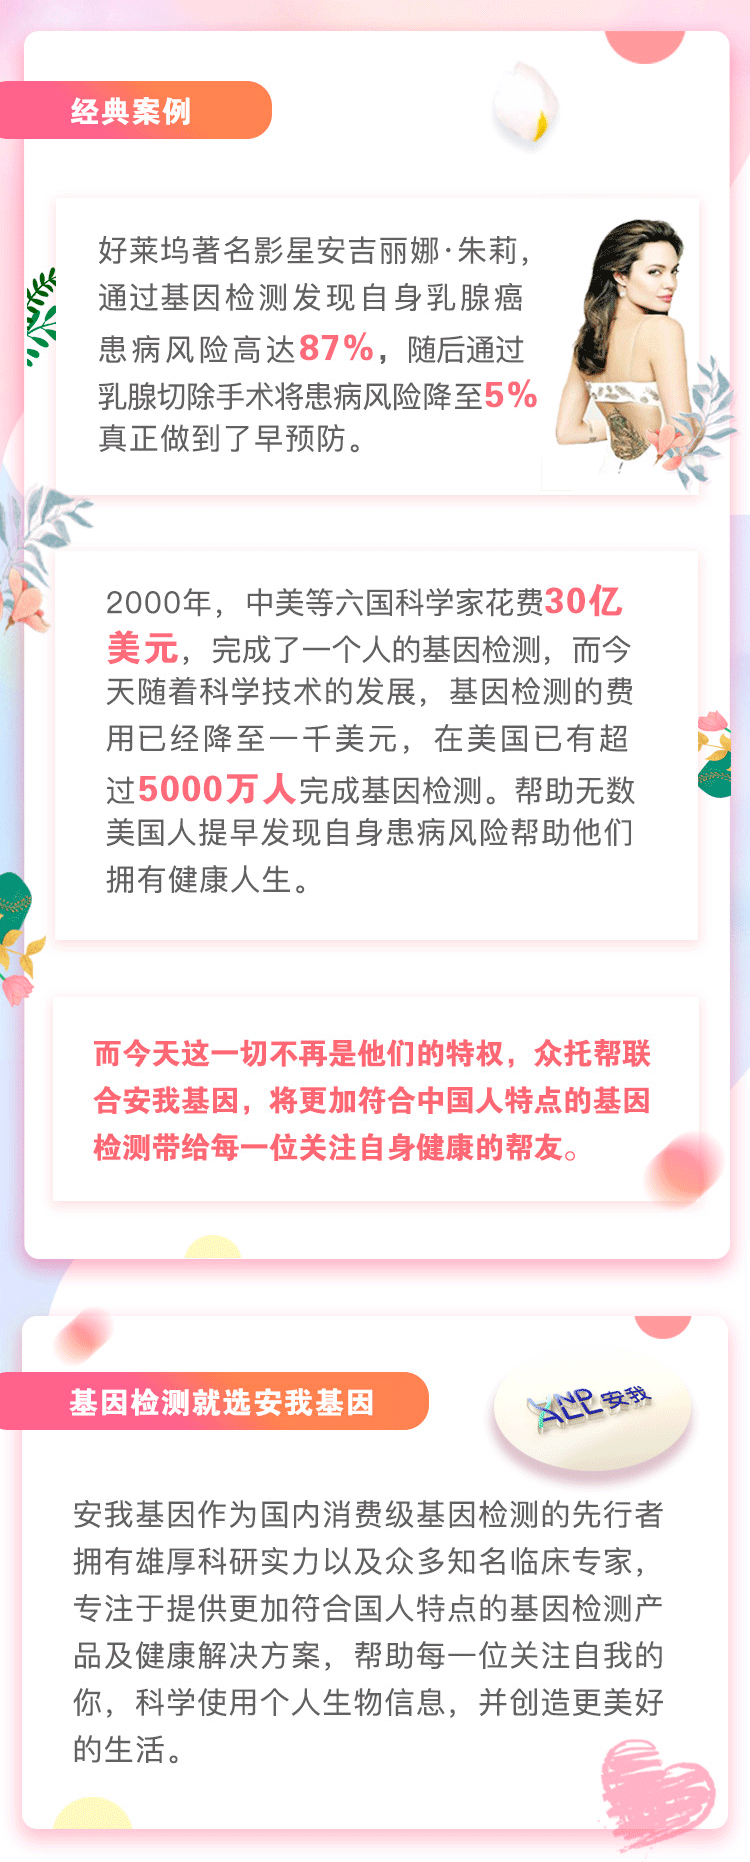 经典案例
好莱坞著名影星安吉丽娜·朱莉，
通过基因检测发现自身乳腺癌
患病风险高达87%，随后通过
乳腺切除手术将患病风险降至5%
真正做到了早预防。
2000年，中美等六国科学家花费30亿
美元，完成了一个人的基因检测，而今
天随着科学技术的发展，基因检测的费
用已经降至一千美元，在美国已有超
过5000万人完成基因检测。帮助无数
美国人提早发现自身患病风险帮助他们
拥有健康人生。
而今天这一切不再是他们的特权，众托帮联
合安我基因，将更加符合中国人特点的基因
检测带给每一位关注自身健康的帮友。
基因检测就选安我基因
AND
ALL 安我
安我基因作为国内消费级基因检测的先行者
拥有雄厚科研实力以及众多知名临床专家，
专注于提供更加符合国人特点的基因检测产
品及健康解决方案，帮助每一位关注自我的
你，科学使用个人生物信息，并创造更美好
的生活。